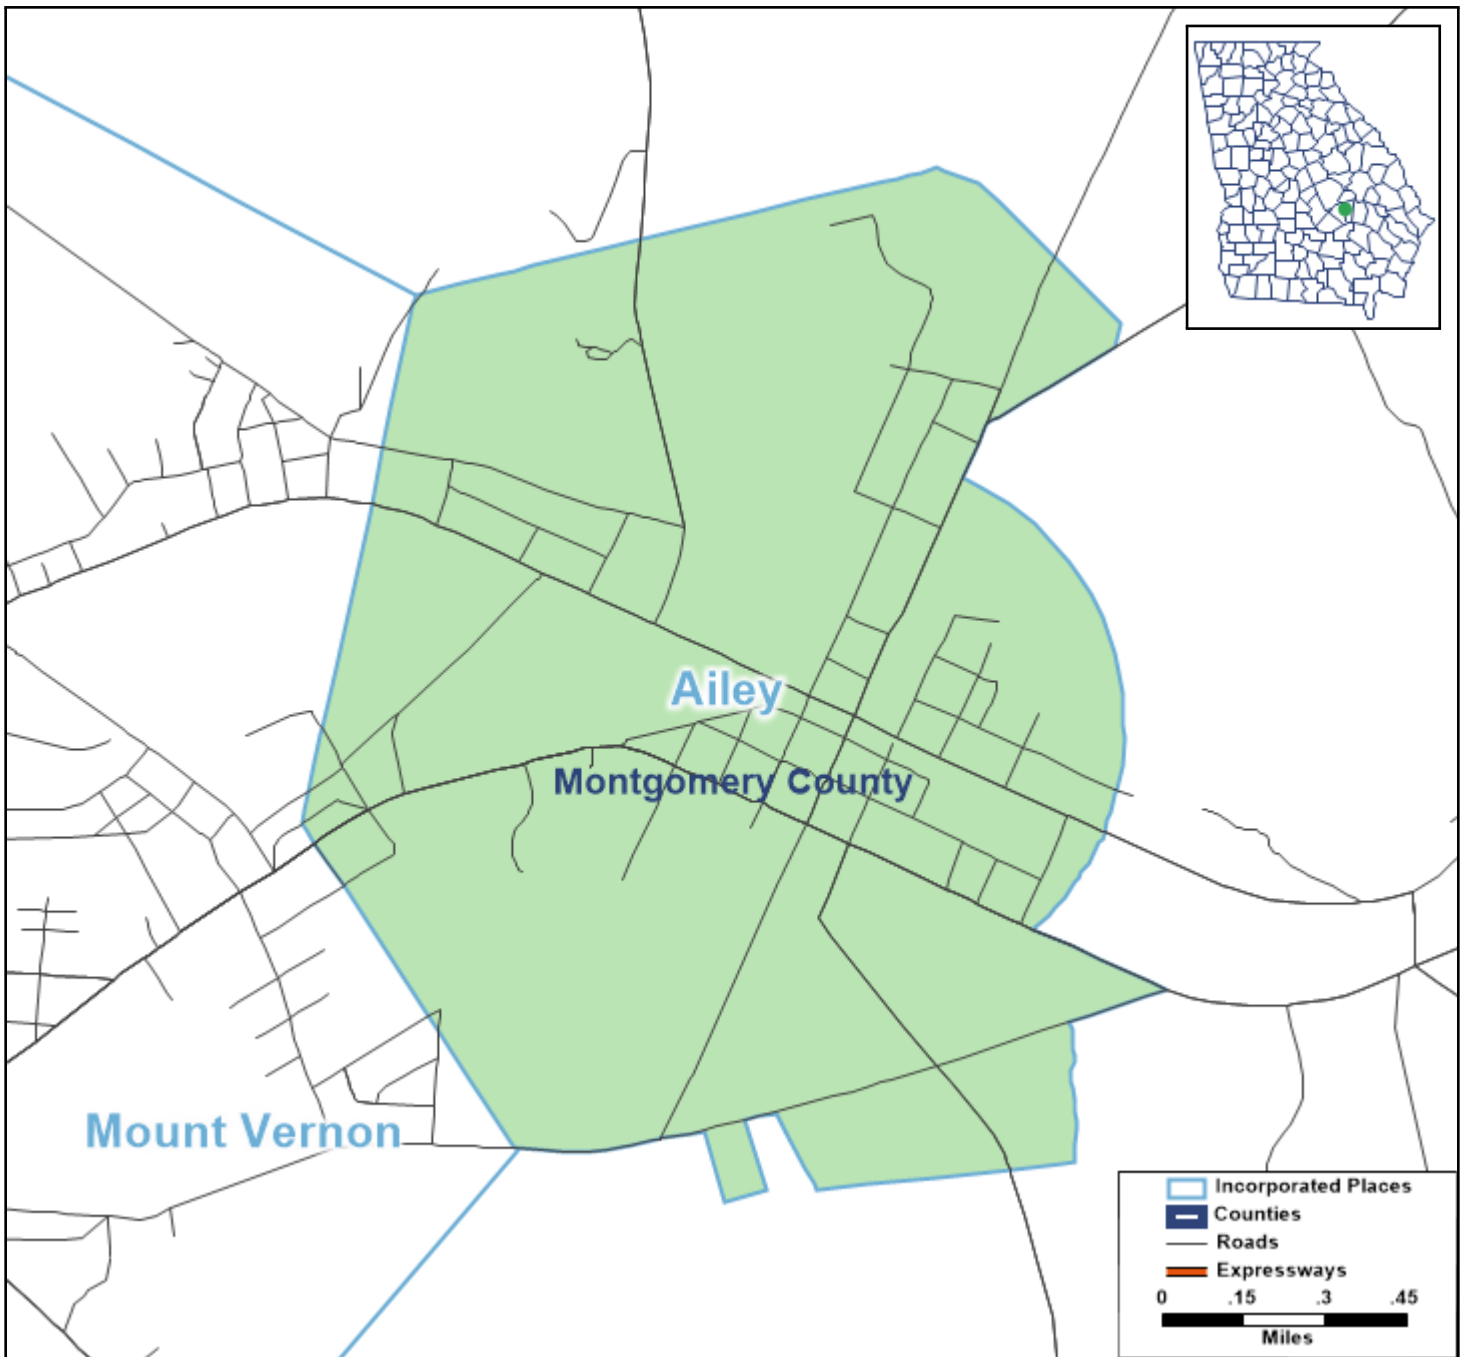 Ailey
Montgomery County
Mount Vernon
Incorporated Places
Counties
Roads
Expressways
0 .15 .3 .45
Miles